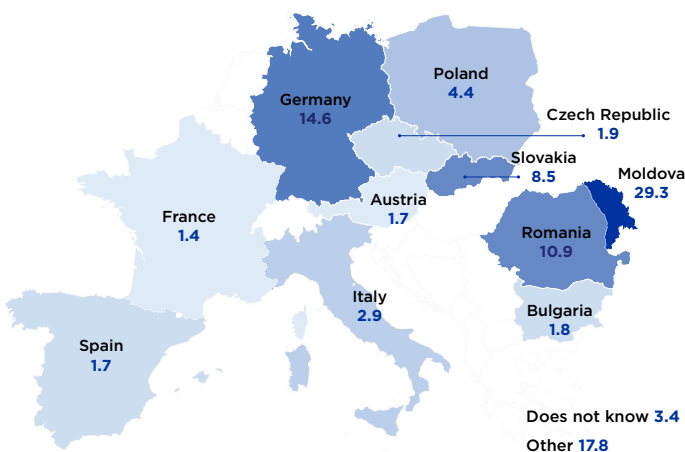 Germany
14.6
Poland
4.4
Czech Republic
1.9
Slovakia
8.5
Moldova
29.3
Austria
1.7
France
1.4
Romania
10.9
Italy
2.9
Bulgaria
1.8
Spain
1.7
Does not know 3.4
Other 17.8